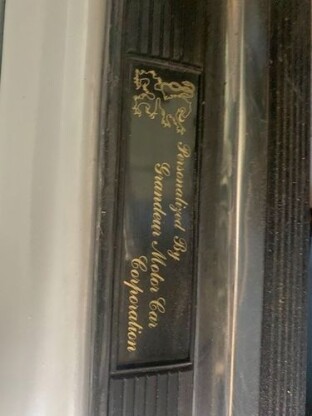 Personalized By
Grandeur Motor Car
Corporation